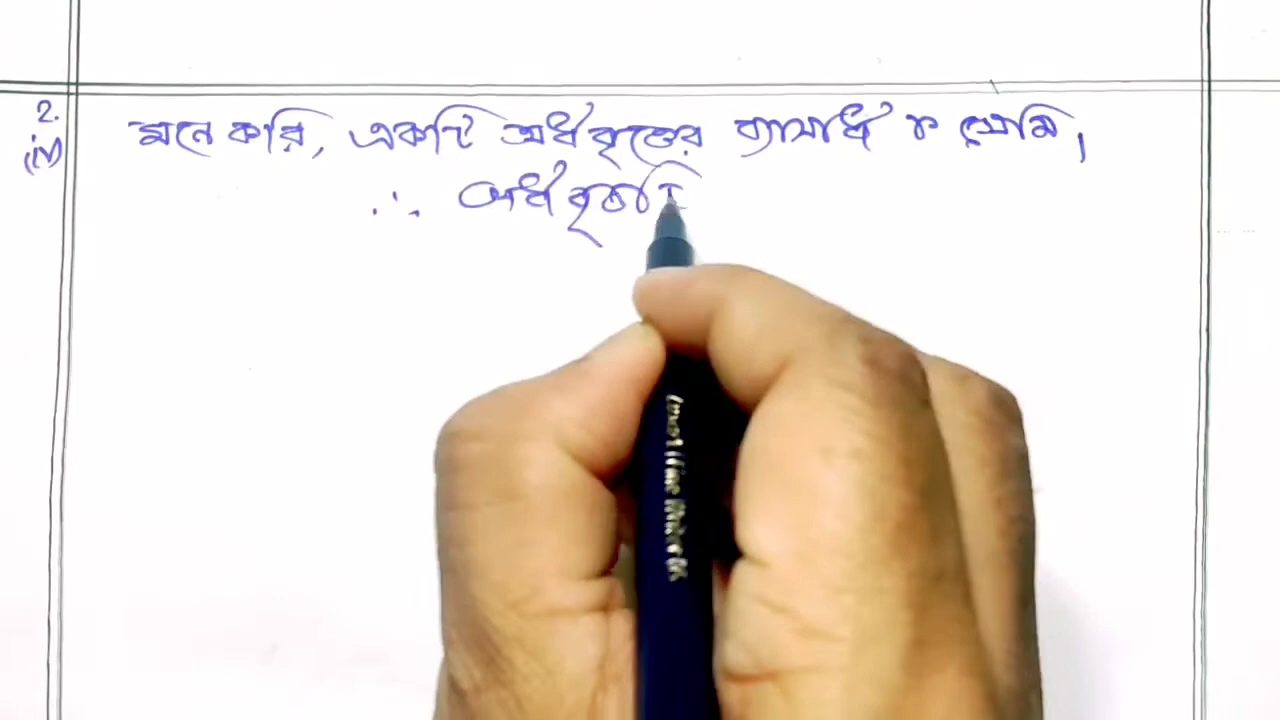 2.
(iv) মনে করি, একটি অর্ধবৃত্তের ব্যাসার্ধ r সেমি,
∴ অর্ধবৃত্তটি